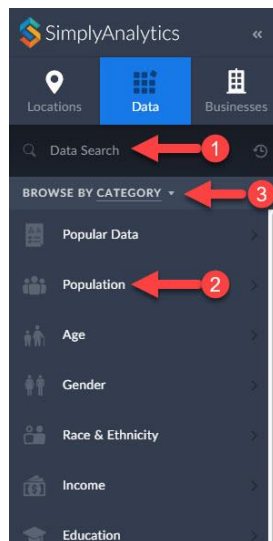 SimplyAnalytics «
Locations Data Businesses
Data Search 1
BROWSE BY CATEGORY 3
Popular Data
Population 2
Age
Gender
Race & Ethnicity
Income
Education